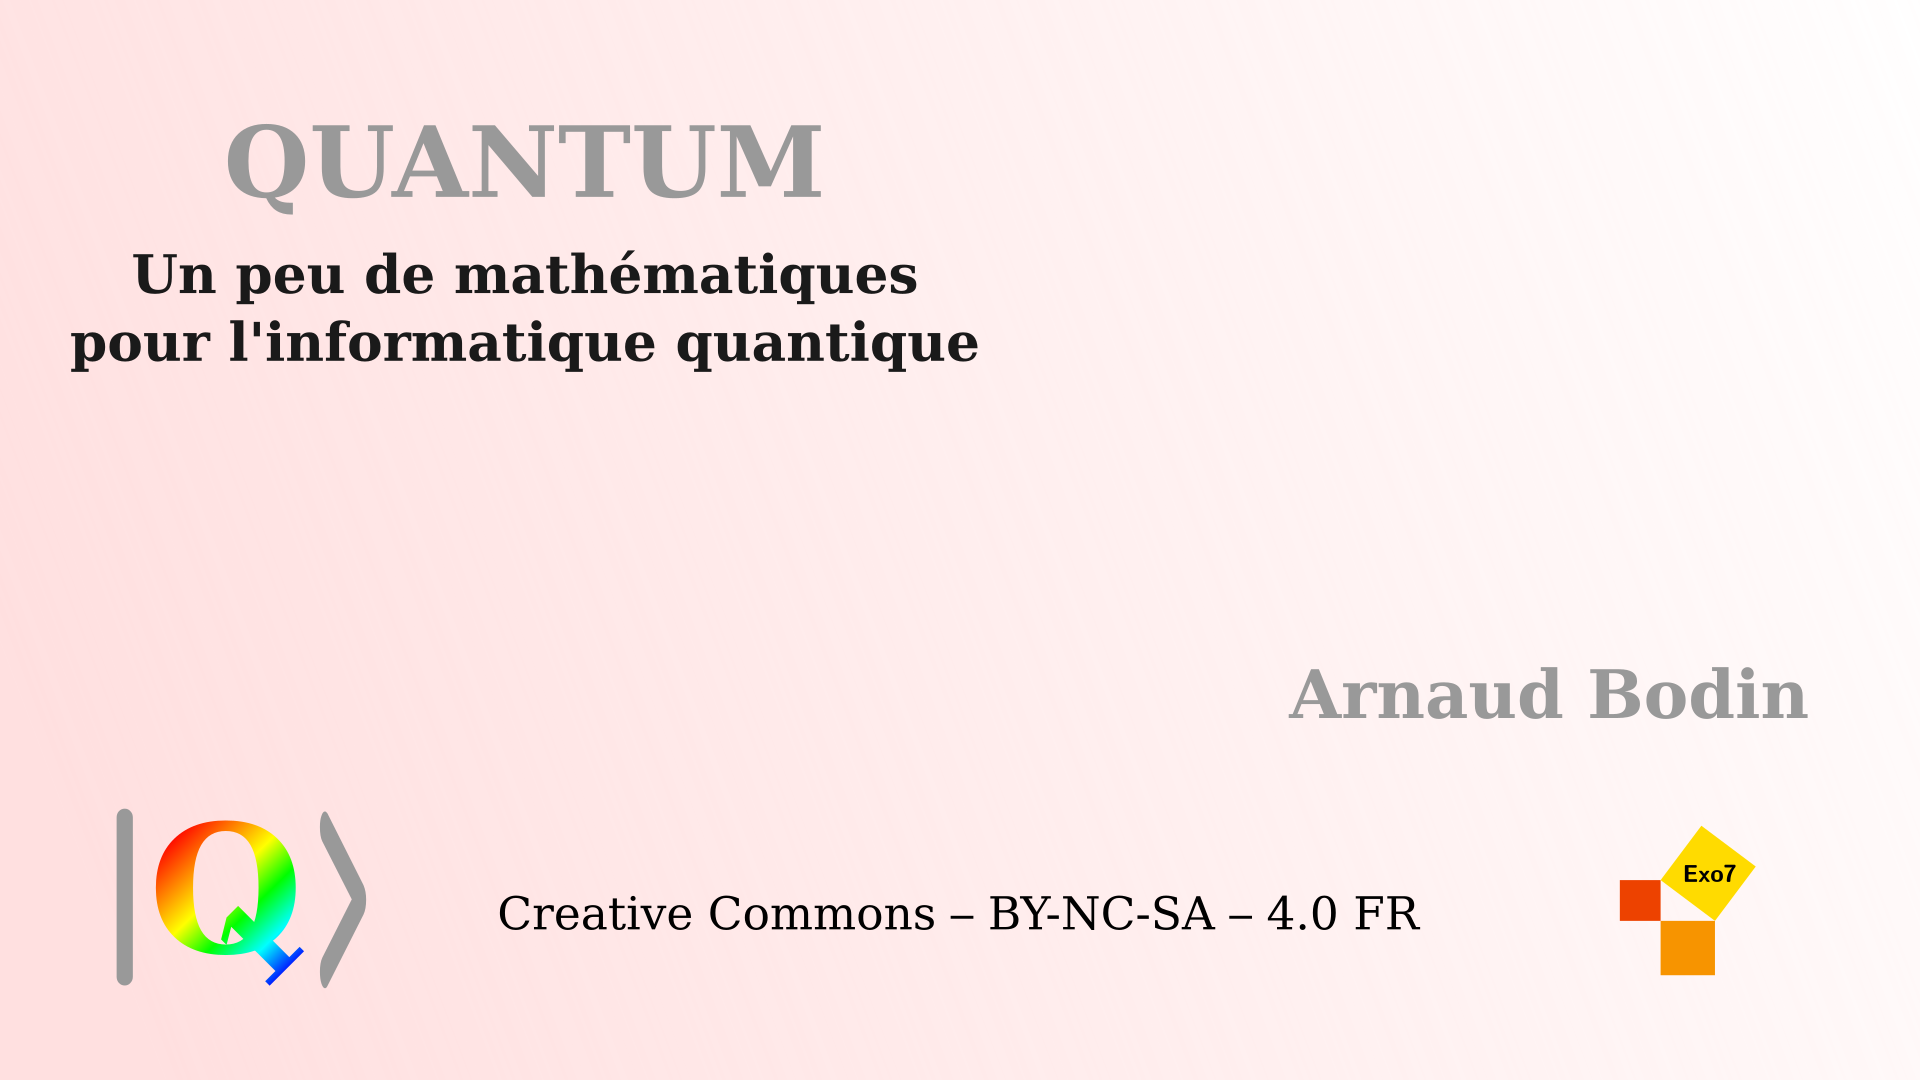 QUANTUM
Un peu de mathématiques
pour l'informatique quantique
Arnaud Bodin
|Q⟩
Creative Commons – BY-NC-SA – 4.0 FR
Exo7